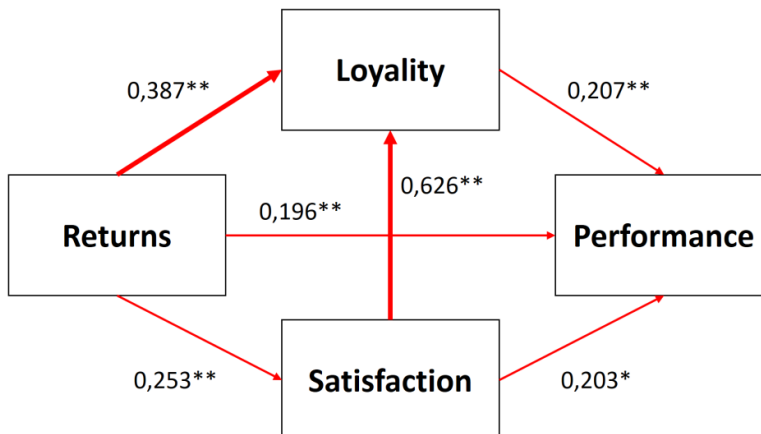 Loyality
0,387**
0,207**
0,626**
0,196**
Returns
Performance
0,253**
Satisfaction
0,203*